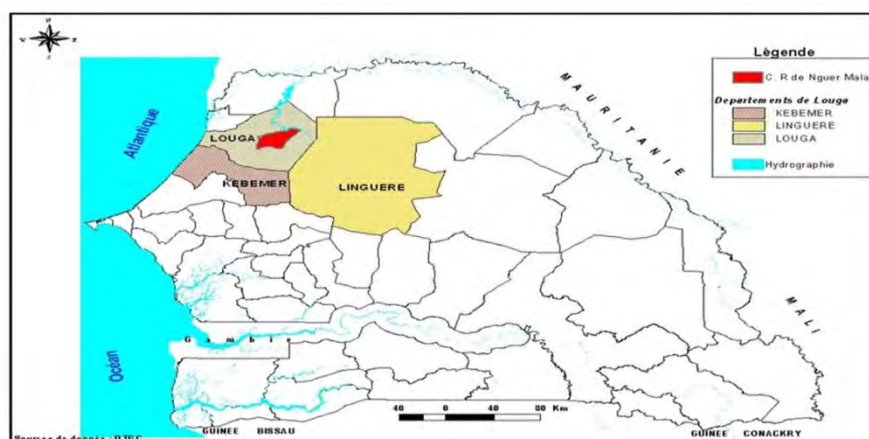 N
S
Lègende
C. R de Nguer Mala
Departements de Louga
KEBEMER
LINGUERE
LOUGA
Hydrographie
MAURITANIE
Atlantique
LOUGA
KEBEMER
LINGUERE
MALI
Gambie
Océan
40 0 40 80 Km
GUINEE BISSAU
GUINEE CONACKRY